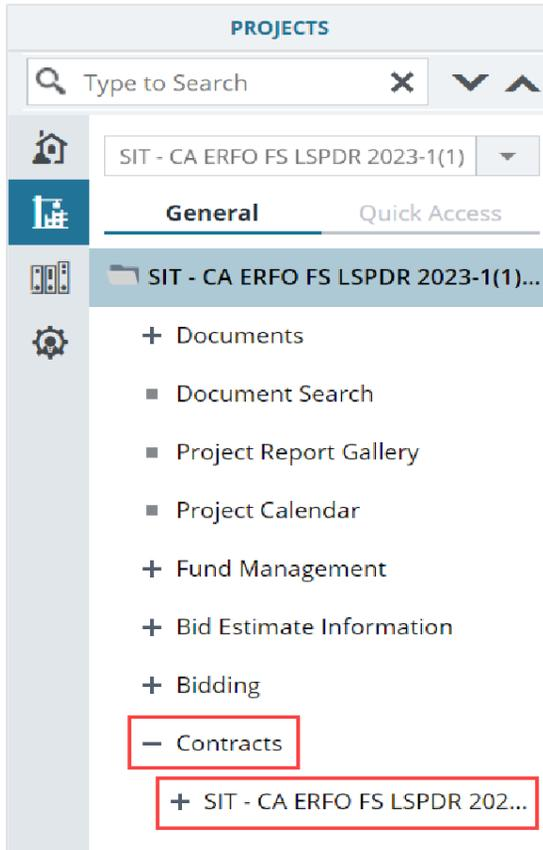 PROJECTS
Type to Search
SIT - CA ERFO FS LSPDR 2023-1(1)
General Quick Access
SIT - CA ERFO FS LSPDR 2023-1(1)...
Documents
Document Search
Project Report Gallery
Project Calendar
Fund Management
Bid Estimate Information
Bidding
Contracts
SIT - CA ERFO FS LSPDR 202...